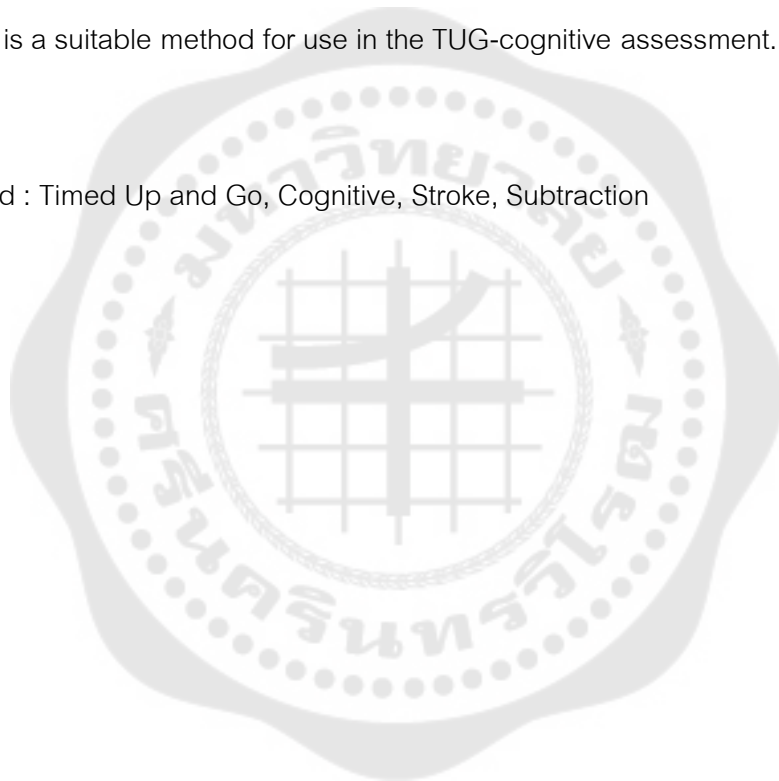 is a suitable method for use in the TUG-cognitive assessment.
มหาวิทยาลัย
d : Timed Up and Go, Cognitive, Stroke, Subtraction
ศรีนครินทรวิโรฒ